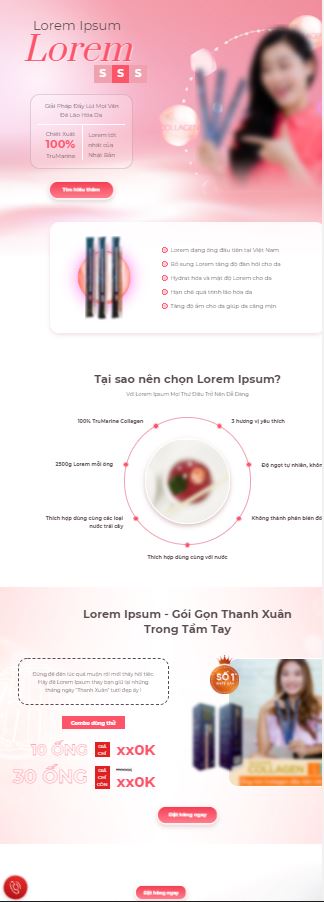 Lorem Ipsum
Lorem
S S S
Giải Pháp Đẩy Lùi Mọi Vấn
Đề Lão Hóa Da
Chiết Xuất
100%
TruMarine
Lorem tốt
nhất của
Nhật Bản
Tìm hiểu thêm
COLLAGEN
Lorem dạng ống đầu tiên tại Việt Nam
Bổ sung Lorem tăng độ đàn hồi cho da
Hydrat hóa và mật độ Lorem cho da
Hạn chế quá trình lão hóa da
Tăng độ ẩm cho da giúp da căng mịn
Tại sao nên chọn Lorem Ipsum?
Với Lorem Ipsum Mọi Thứ Đều Trở Nên Dễ Dàng
100% TruMarine Collagen
3 hương vị yêu thích
2500g Lorem mỗi ống
Độ ngọt tự nhiên, khôn
Thích hợp dùng cùng các loại
nước trái cây
Không thành phần biến đổ
Thích hợp dùng cùng với nước
Lorem Ipsum - Gói Gọn Thanh Xuân
Trong Tầm Tay
Đừng để đến lúc quá muộn rồi mới thấy hối tiếc.
Hãy để Lorem Ipsum thay bạn giữ lại những
tháng ngày "Thanh Xuân" tươi đẹp ấy!
SỐ 1
Combo dùng thử
10 ỐNG GIÁ CHỈ xx0K
30 ỐNG GIÁ CHỈ CÒN xx0K
COLLAGEN
Đặt hàng ngay
Đặt hàng ngay